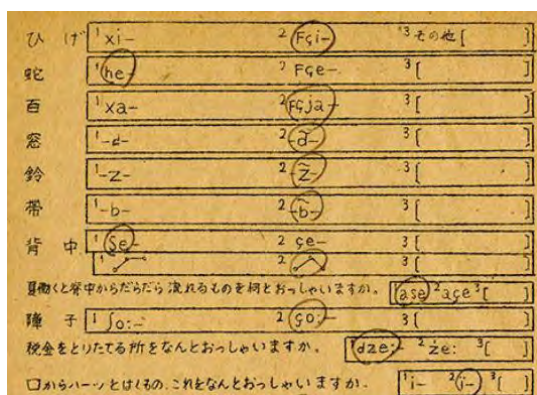 ひげ 1 xi- 2 Fçi- 3 その他[ ]
蛇 1 he- 2 Fçe- 3 [ ]
百 1 xa- 2 Fçja- 3 [ ]
窓 1 -d- 2 -d̃- 3 [ ]
鈴 1 -z- 2 -z̃- 3 [ ]
帯 1 -b- 2 -b̃- 3 [ ]
背中 1 se- 2 çe- 3 [ ]
1 2 3 [ ]
夏働くと背中からだらだら流れるものを何とおっしゃいますか。 1 ase 2 açe 3 [ ]
障子 1 ʃo:- 2 ço:- 3 [ ]
税金をとりたてる所をなんとおっしゃいますか。 1 dze:- 2 ze: 3 [ ]
口からハーッとはくもの、これをなんとおっしゃいますか. 1 i- 2 i- 3 [ ]